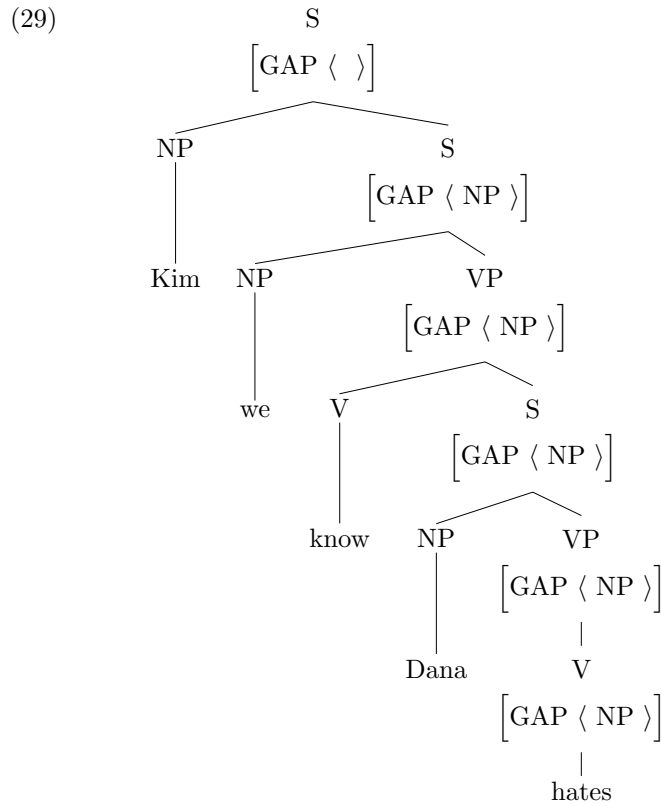 (29) S
[GAP ⟨ ⟩]
NP S
[GAP ⟨ NP ⟩]
Kim NP VP
[GAP ⟨ NP ⟩]
we V S
[GAP ⟨ NP ⟩]
know NP VP
[GAP ⟨ NP ⟩]
Dana V
[GAP ⟨ NP ⟩]
hates